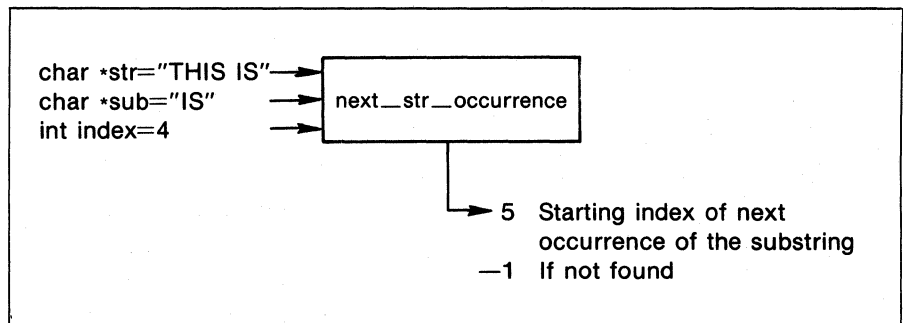 char *str="THIS IS"
char *sub="IS"
int index=4
next_str_occurrence
5 Starting index of next
occurrence of the substring
—1 If not found